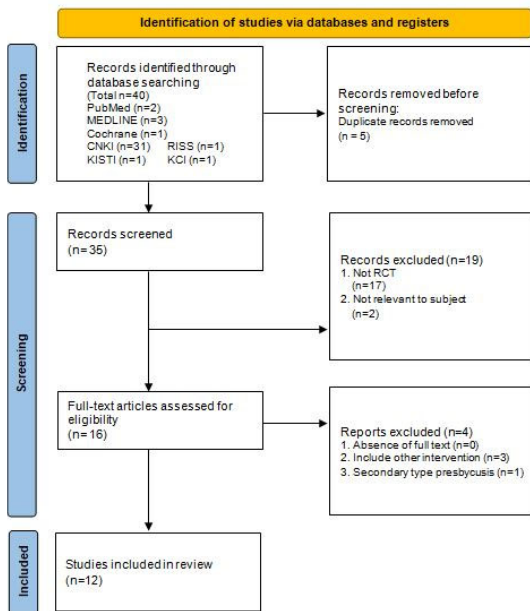 Identification of studies via databases and registers
Identification
Records identified through
database searching
(Total n=40)
PubMed (n=2)
MEDLINE (n=3)
Cochrane (n=1)
CNKI (n=31) RISS (n=1)
KISTI (n=1) KCI (n=1)
Records removed before
screening:
Duplicate records removed
(n = 5)
Screening
Records screened
(n = 35)
Records excluded (n=19)
1. Not RCT
(n=17)
2. Not relevant to subject
(n=2)
Full-text articles assessed for
eligibility
(n = 16)
Reports excluded (n=4)
1. Absence of full text (n=0)
2. Include other intervention (n=3)
3. Secondary type presbycusis (n=1)
Included
Studies included in review
(n=12)